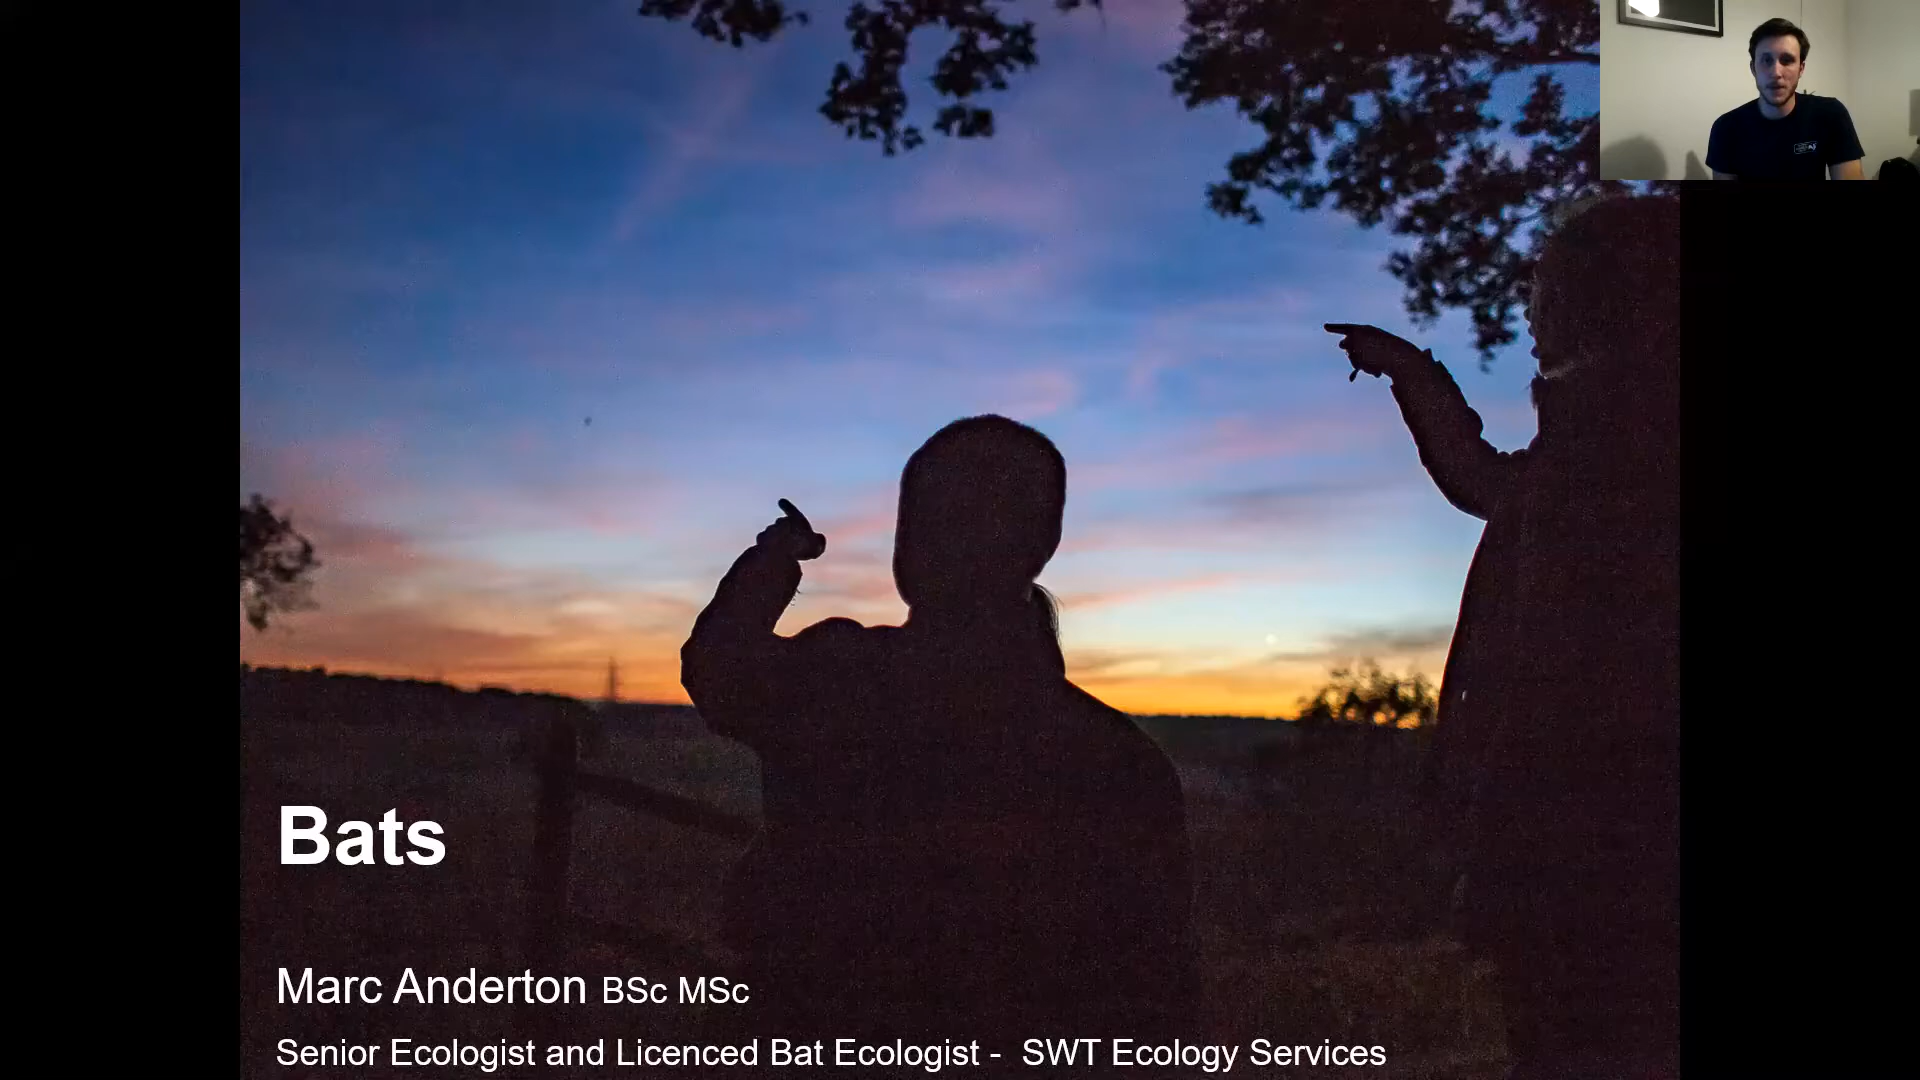 Bats
Marc Anderton BSc MSc
Senior Ecologist and Licenced Bat Ecologist - SWT Ecology Services